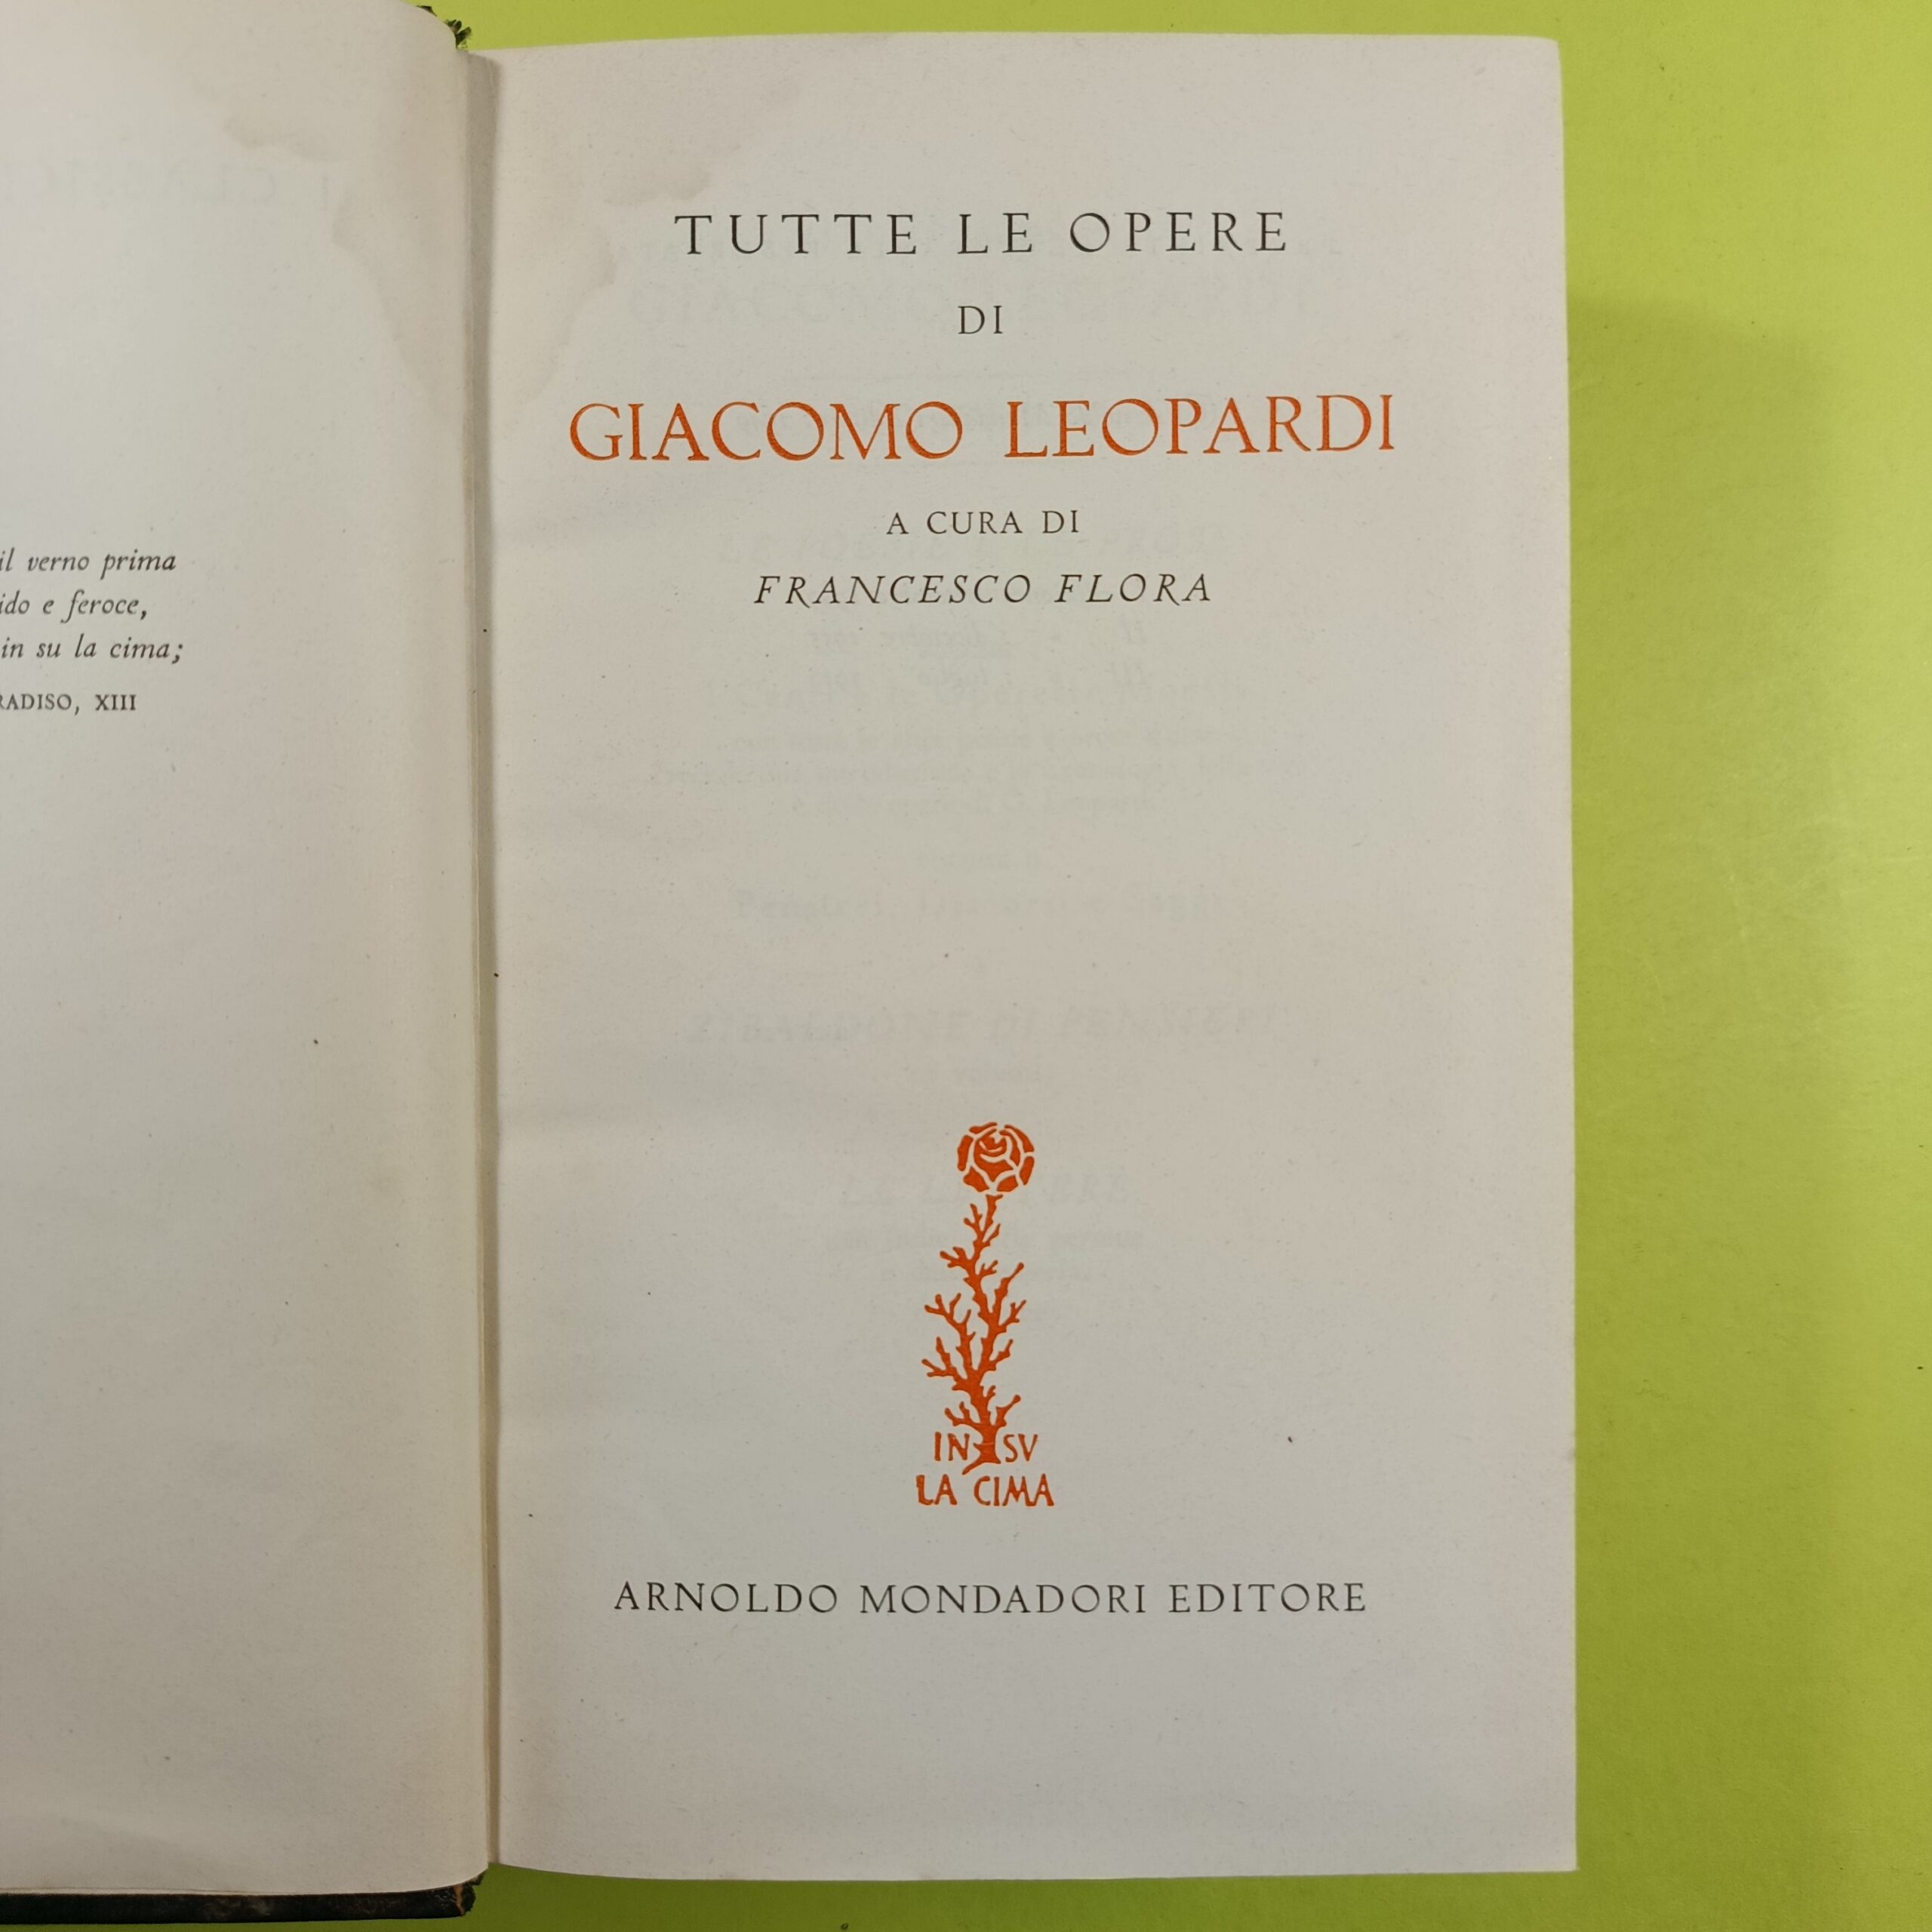 il verno prima
ido e feroce,
in su la cima;
RADISO, XIII
TUTTE LE OPERE
DI
GIACOMO LEOPARDI
A CURA DI
FRANCESCO FLORA
IN SV
LA CIMA
ARNOLDO MONDADORI EDITORE